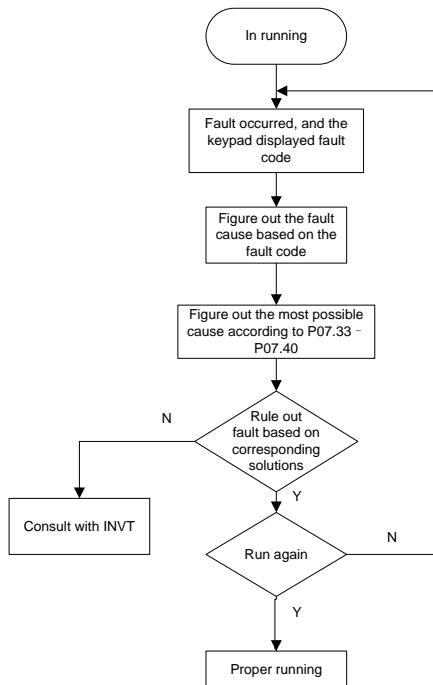 In running
Fault occurred, and the
keypad displayed fault
code
Figure out the fault
cause based on the
fault code
Figure out the most possible
cause according to P07.33–
P07.40
N
Rule out
fault based on
corresponding
solutions
Y
Consult with INVT
Run again
N
Y
Proper running